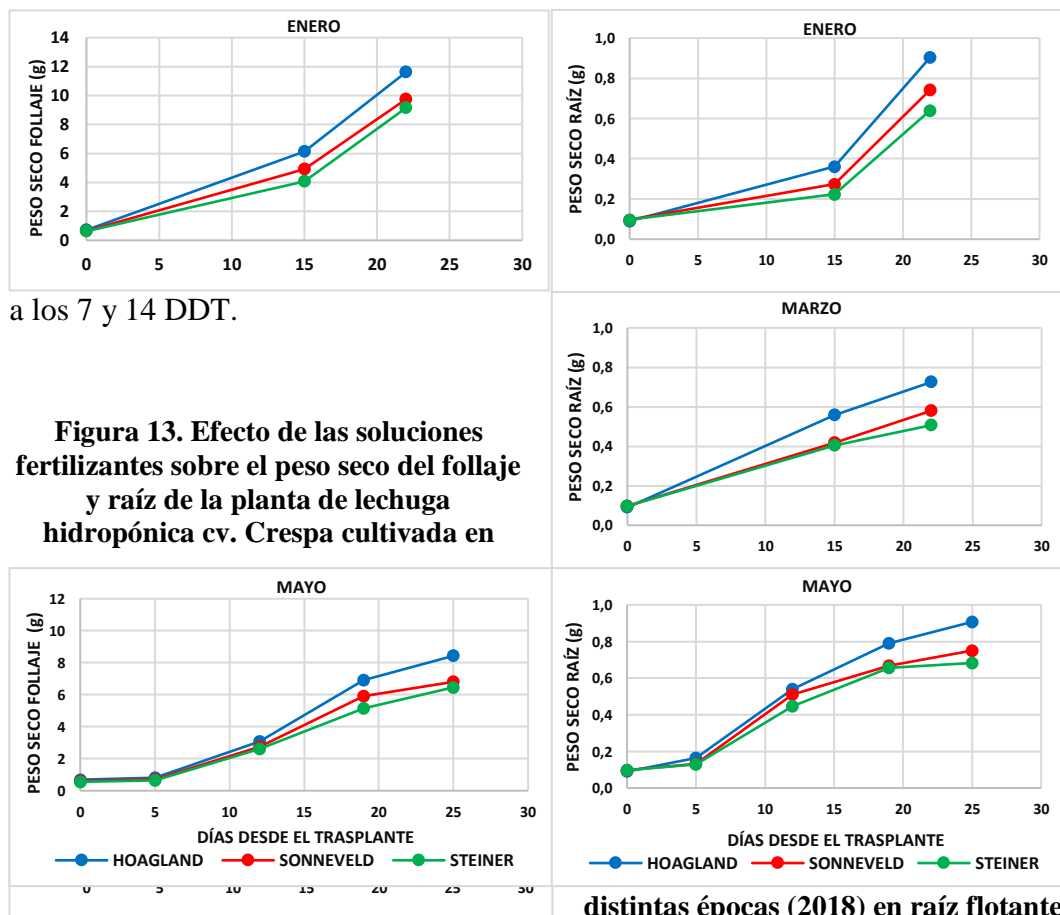 ENERO
14
12
10
8
6
4
2
0
PESO SECO FOLLAJE (g)
0 5 10 15 20 25 30
ENERO
1,0
0,8
0,6
0,4
0,2
0,0
PESO SECO RAÍZ (g)
0 5 10 15 20 25 30
a los 7 y 14 DDT.
MARZO
1,0
0,8
0,6
0,4
0,2
0,0
PESO SECO RAÍZ (g)
0 5 10 15 20 25 30
Figura 13. Efecto de las soluciones
fertilizantes sobre el peso seco del follaje
y raíz de la planta de lechuga
hidropónica cv. Crespa cultivada en
MAYO
12
10
8
6
4
2
0
PESO SECO FOLLAJE (g)
0 5 10 15 20 25 30
DÍAS DESDE EL TRASPLANTE
HOAGLAND SONNEVELD STEINER
MAYO
1,0
0,8
0,6
0,4
0,2
0,0
PESO SECO RAÍZ (g)
0 5 10 15 20 25 30
DÍAS DESDE EL TRASPLANTE
HOAGLAND SONNEVELD STEINER
0 5 10 15 20 25 30
distintas épocas (2018) en raíz flotante